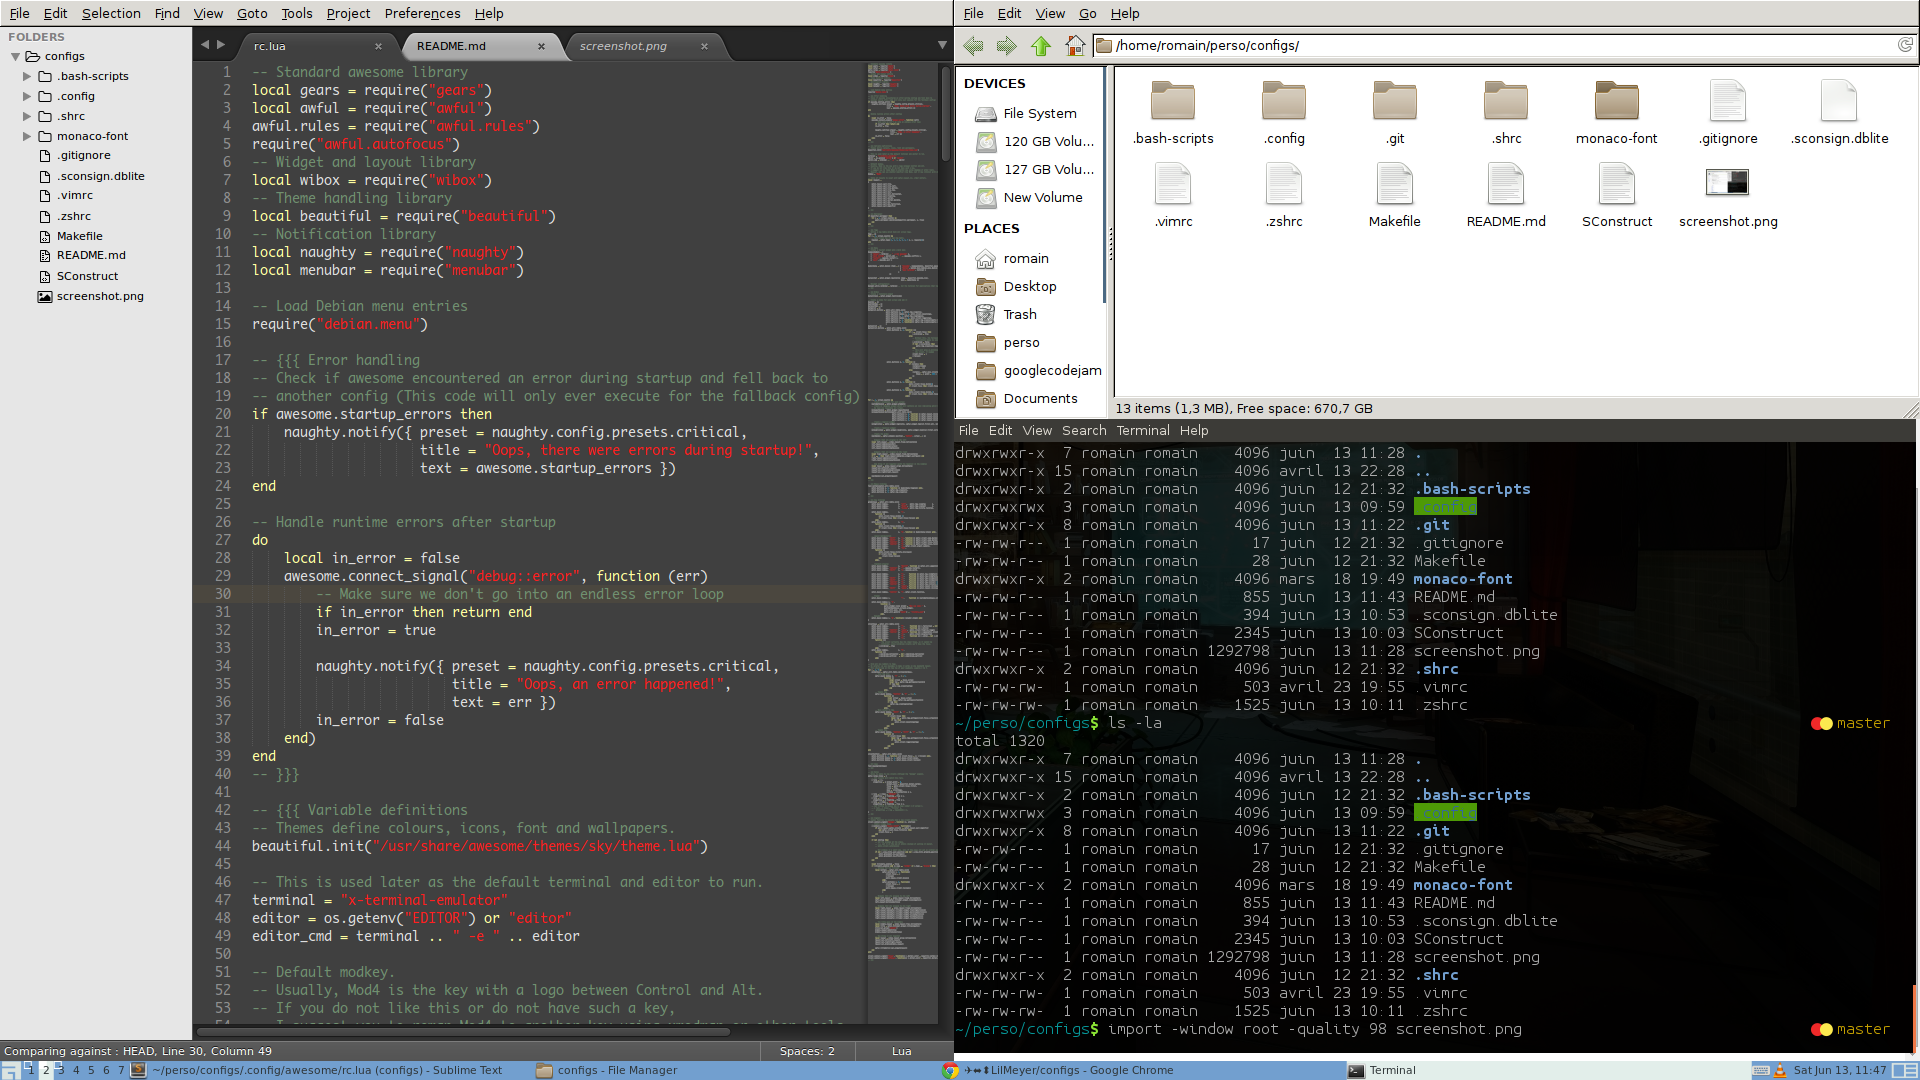 File Edit Selection Find View Goto Tools Project Preferences Help
FOLDERS
configs
.bash-scripts
.config
.shrc
monaco-font
.gitignore
.sconsign.dblite
.vimrc
.zshrc
Makefile
README.md
SConstruct
screenshot.png
rc.lua × README.md × screenshot.png ×
1 -- Standard awesome library
2 local gears = require("gears")
3 local awful = require("awful")
4 awful.rules = require("awful.rules")
5 require("awful.autofocus")
6 -- Widget and layout library
7 local wibox = require("wibox")
8 -- Theme handling library
9 local beautiful = require("beautiful")
10 -- Notification library
11 local naughty = require("naughty")
12 local menubar = require("menubar")
13
14 -- Load Debian menu entries
15 require("debian.menu")
16
17 -- {{{ Error handling
18 -- Check if awesome encountered an error during startup and fell back to
19 -- another config (This code will only ever execute for the fallback config)
20 if awesome.startup_errors then
21 naughty.notify({ preset = naughty.config.presets.critical,
22 title = "Oops, there were errors during startup!",
23 text = awesome.startup_errors })
24 end
25
26 -- Handle runtime errors after startup
27 do
28 local in_error = false
29 awesome.connect_signal("debug::error", function (err)
30 -- Make sure we don't go into an endless error loop
31 if in_error then return end
32 in_error = true
33
34 naughty.notify({ preset = naughty.config.presets.critical,
35 title = "Oops, an error happened!",
36 text = err })
37 in_error = false
38 end)
39 end
40 -- }}}
41
42 -- {{{ Variable definitions
43 -- Themes define colours, icons, font and wallpapers.
44 beautiful.init("/usr/share/awesome/themes/sky/theme.lua")
45
46 -- This is used later as the default terminal and editor to run.
47 terminal = "x-terminal-emulator"
48 editor = os.getenv("EDITOR") or "editor"
49 editor_cmd = terminal .. " -e " .. editor
50
51 -- Default modkey.
52 -- Usually, Mod4 is the key with a logo between Control and Alt.
53 -- If you do not like this or do not have such a key,
Comparing against : HEAD, Line 30, Column 49 Spaces: 2 Lua
File Edit View Go Help
/home/romain/perso/configs/
DEVICES
File System
120 GB Volu...
127 GB Volu...
New Volume
PLACES
romain
Desktop
Trash
perso
googlecodejam
Documents
.bash-scripts .config .git .shrc monaco-font .gitignore .sconsign.dblite
.vimrc .zshrc Makefile README.md SConstruct screenshot.png
13 items (1,3 MB), Free space: 670,7 GB
File Edit View Search Terminal Help
drwxrwxr-x 7 romain romain 4096 juin 13 11:28 .
drwxrwxr-x 15 romain romain 4096 avril 13 22:28 ..
drwxrwxr-x 2 romain romain 4096 juin 12 21:32 .bash-scripts
drwxrwxrwx 3 romain romain 4096 juin 13 09:59 .config
drwxrwxr-x 8 romain romain 4096 juin 13 11:22 .git
-rw-rw-r-- 1 romain romain 17 juin 12 21:32 .gitignore
-rw-rw-r-- 1 romain romain 28 juin 12 21:32 Makefile
drwxrwxr-x 2 romain romain 4096 mars 18 19:49 monaco-font
-rw-rw-r-- 1 romain romain 855 juin 13 11:43 README.md
-rw-rw-r-- 1 romain romain 394 juin 13 10:53 .sconsign.dblite
-rw-rw-r-- 1 romain romain 2345 juin 13 10:03 SConstruct
-rw-rw-r-- 1 romain romain 1292798 juin 13 11:28 screenshot.png
drwxrwxr-x 2 romain romain 4096 juin 12 21:32 .shrc
-rw-rw-rw- 1 romain romain 503 avril 23 19:55 .vimrc
-rw-rw-rw- 1 romain romain 1525 juin 13 10:11 .zshrc
~/perso/configs$ ls -la master
total 1320
drwxrwxr-x 7 romain romain 4096 juin 13 11:28 .
drwxrwxr-x 15 romain romain 4096 avril 13 22:28 ..
drwxrwxr-x 2 romain romain 4096 juin 12 21:32 .bash-scripts
drwxrwxrwx 3 romain romain 4096 juin 13 09:59 .config
drwxrwxr-x 8 romain romain 4096 juin 13 11:22 .git
-rw-rw-r-- 1 romain romain 17 juin 12 21:32 .gitignore
-rw-rw-r-- 1 romain romain 28 juin 12 21:32 Makefile
drwxrwxr-x 2 romain romain 4096 mars 18 19:49 monaco-font
-rw-rw-r-- 1 romain romain 855 juin 13 11:43 README.md
-rw-rw-r-- 1 romain romain 394 juin 13 10:53 .sconsign.dblite
-rw-rw-r-- 1 romain romain 2345 juin 13 10:03 SConstruct
-rw-rw-r-- 1 romain romain 1292798 juin 13 11:28 screenshot.png
drwxrwxr-x 2 romain romain 4096 juin 12 21:32 .shrc
-rw-rw-rw- 1 romain romain 503 avril 23 19:55 .vimrc
-rw-rw-rw- 1 romain romain 1525 juin 13 10:11 .zshrc
~/perso/configs$ import -window root -quality 98 screenshot.png master
1 2 3 4 5 6 7 ~/perso/configs/.config/awesome/rc.lua (configs) - Sublime Text configs - File Manager LilMeyer/configs - Google Chrome Terminal Sat Jun 13, 11:47